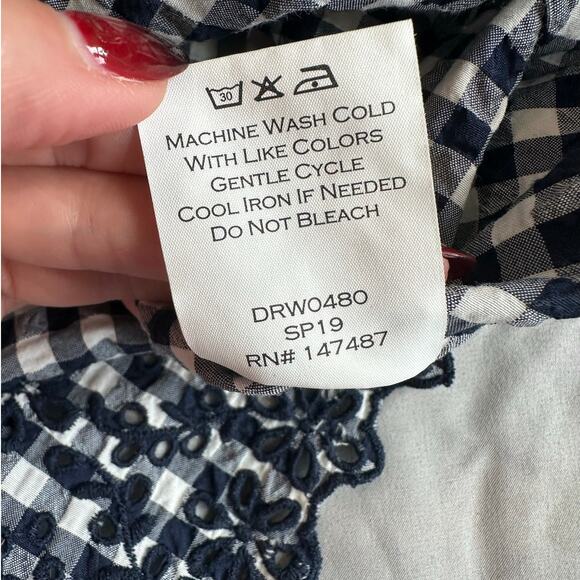 30
MACHINE WASH COLD
WITH LIKE COLORS
GENTLE CYCLE
COOL IRON IF NEEDED
DO NOT BLEACH
DRW0480
SP19
RN# 147487